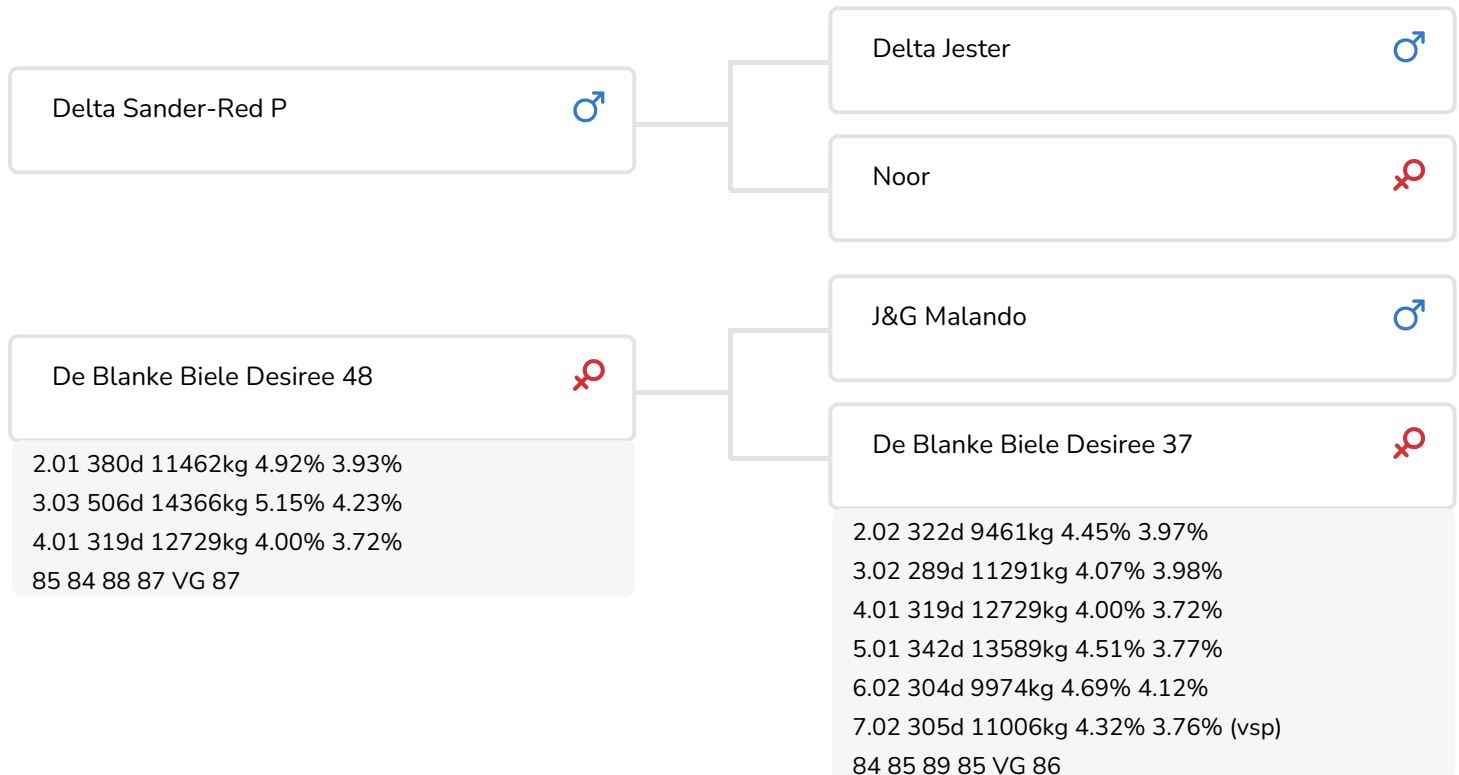 Delta Sander-Red P
Delta Jester
Noor
De Blanke Biele Desiree 48
2.01 380d 11462kg 4.92% 3.93%
3.03 506d 14366kg 5.15% 4.23%
4.01 319d 12729kg 4.00% 3.72%
85 84 88 87 VG 87
J&G Malando
De Blanke Biele Desiree 37
2.02 322d 9461kg 4.45% 3.97%
3.02 289d 11291kg 4.07% 3.98%
4.01 319d 12729kg 4.00% 3.72%
5.01 342d 13589kg 4.51% 3.77%
6.02 304d 9974kg 4.69% 4.12%
7.02 305d 11006kg 4.32% 3.76% (vsp)
84 85 89 85 VG 86